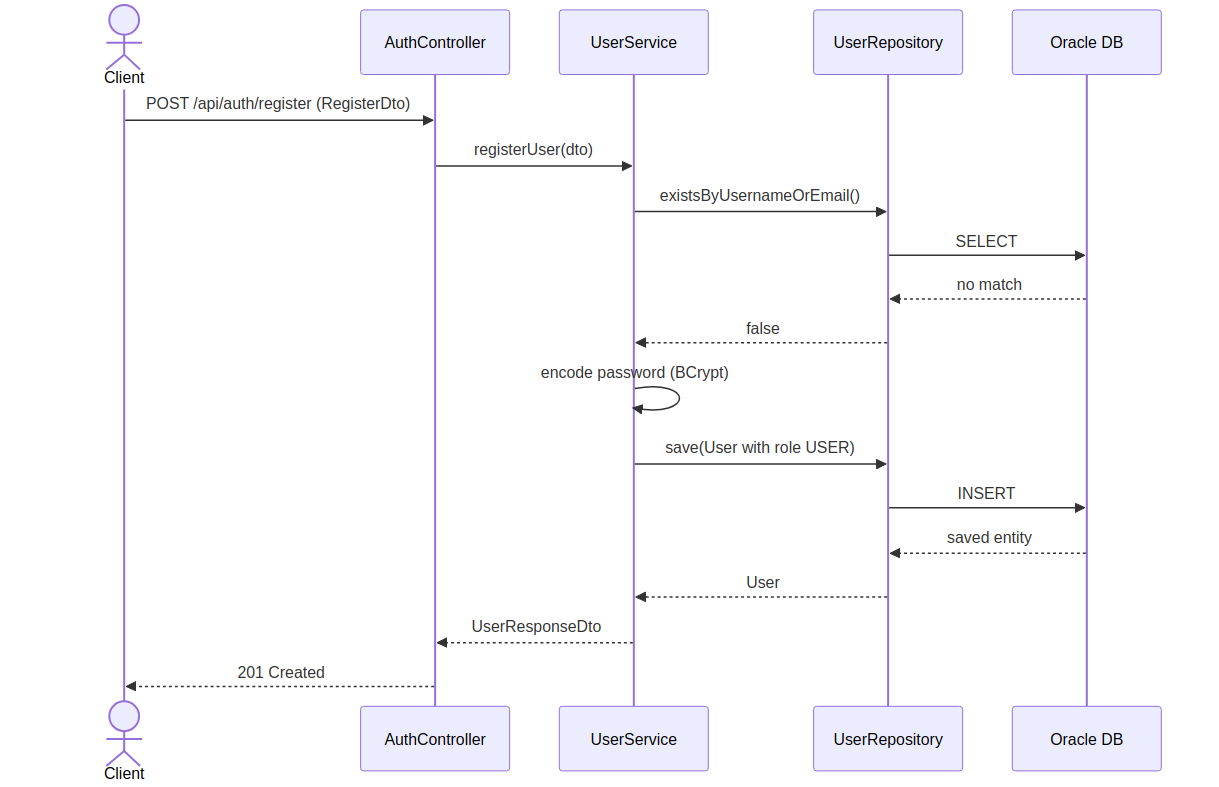 Client
AuthController
UserService
UserRepository
Oracle DB
POST /api/auth/register (RegisterDto)
registerUser(dto)
existsByUsernameOrEmail()
SELECT
no match
false
encode password (BCrypt)
save(User with role USER)
INSERT
saved entity
User
UserResponseDto
201 Created
Client
AuthController
UserService
UserRepository
Oracle DB